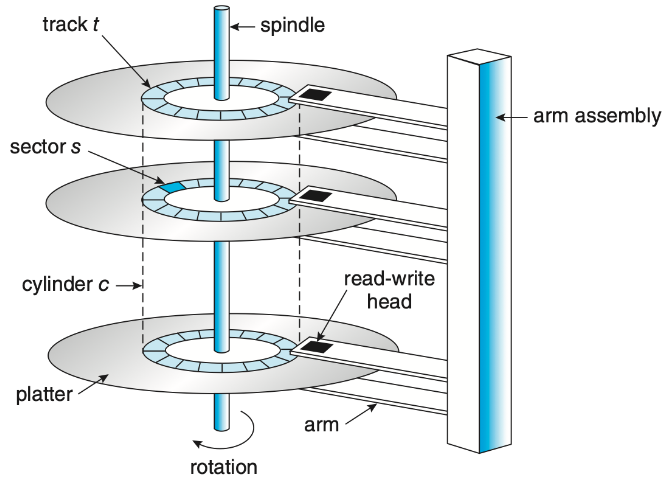 track t
spindle
arm assembly
sector s
cylinder c
read-write
head
platter
arm
rotation